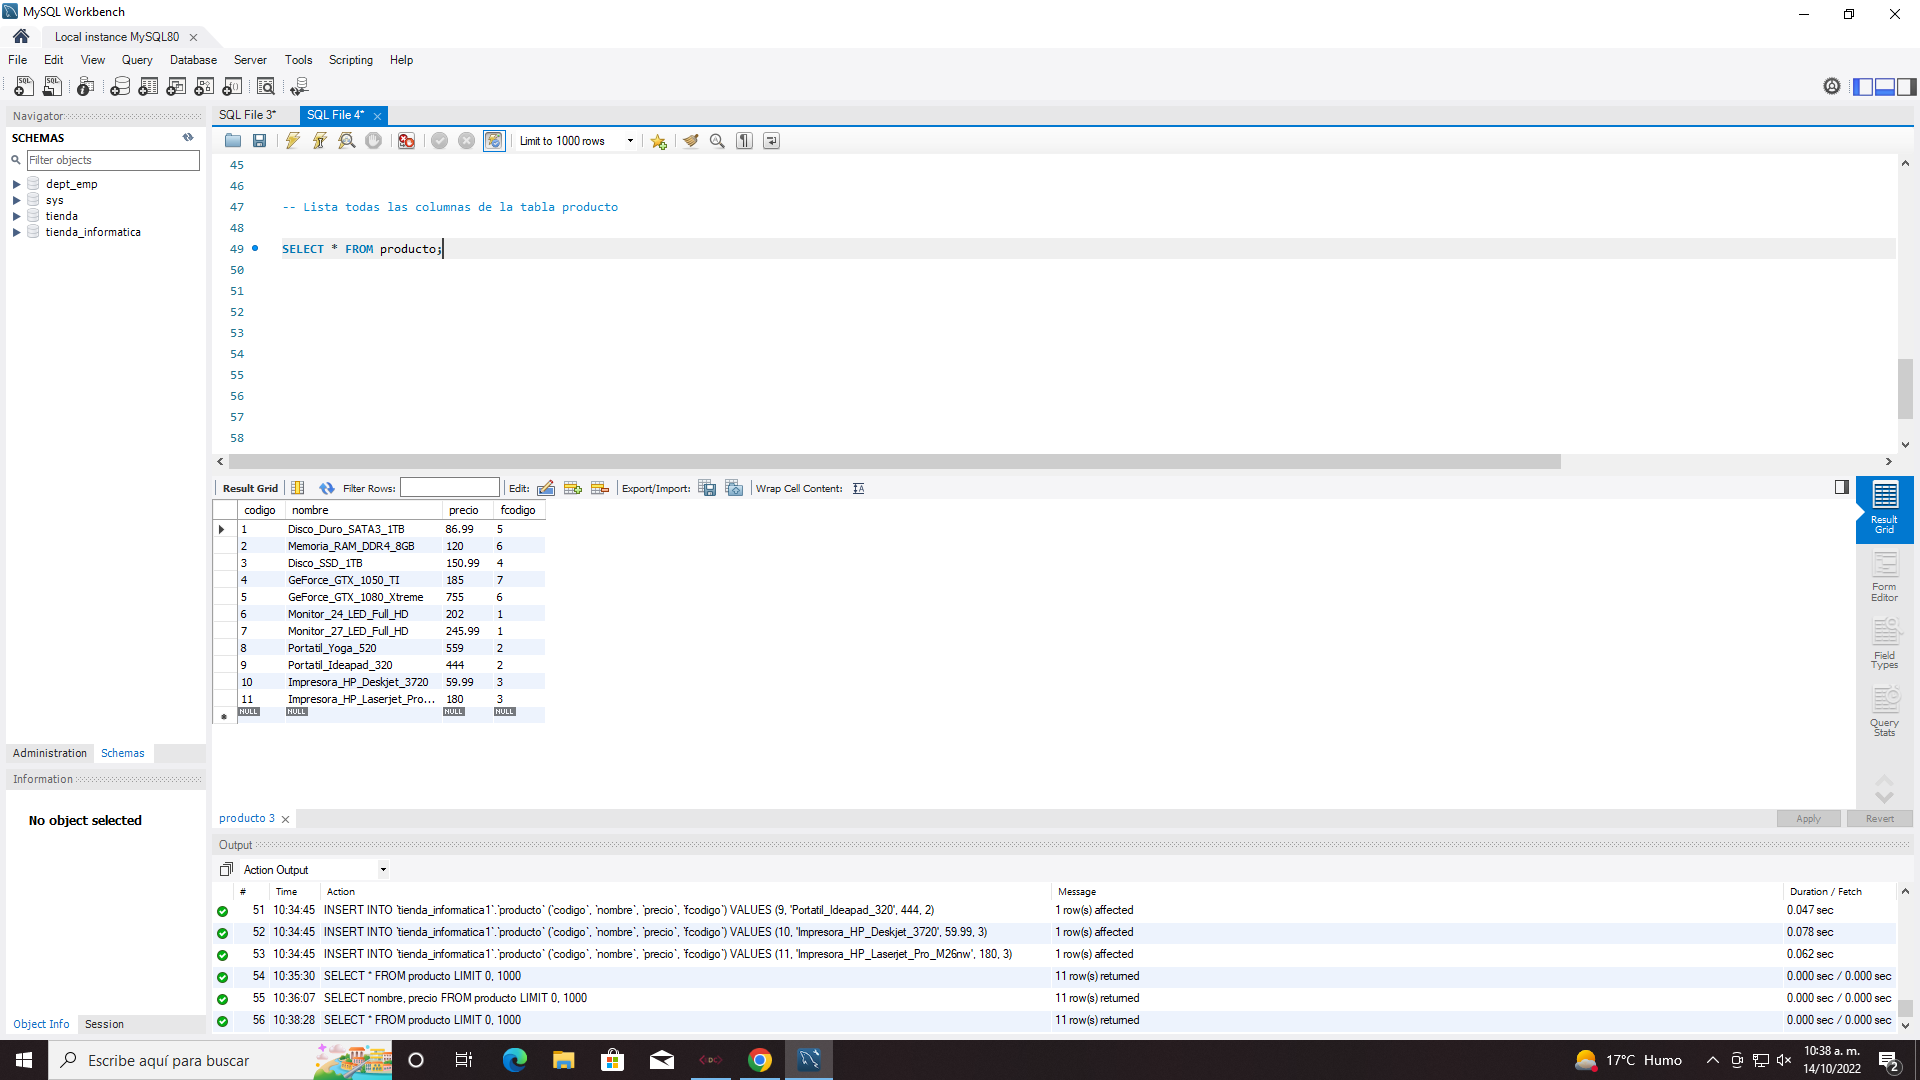 MySQL Workbench
Local instance MySQL80
File Edit View Query Database Server Tools Scripting Help
Navigator
SCHEMAS
Filter objects
dept_emp
sys
tienda
tienda_informatica
Administration Schemas
Information
No object selected
Object Info Session
SQL File 3*
SQL File 4*
Limit to 1000 rows
45
46
47 -- Lista todas las columnas de la tabla producto
48
49 SELECT * FROM producto;
50
51
52
53
54
55
56
57
58
Result Grid Filter Rows: Edit: Export/Import: Wrap Cell Content:
codigo nombre precio fcodigo
1 Disco_Duro_SATA3_1TB 86.99 5
2 Memoria_RAM_DDR4_8GB 120 6
3 Disco_SSD_1TB 150.99 4
4 GeForce_GTX_1050_TI 185 7
5 GeForce_GTX_1080_Xtreme 755 6
6 Monitor_24_LED_Full_HD 202 1
7 Monitor_27_LED_Full_HD 245.99 1
8 Portatil_Yoga_520 559 2
9 Portatil_Ideapad_320 444 2
10 Impresora_HP_Deskjet_3720 59.99 3
11 Impresora_HP_Laserjet_Pro... 180 3
NULL NULL NULL NULL
Result
Grid
Form
Editor
Field
Types
Query
Stats
producto 3
Apply Revert
Output
Action Output
# Time Action Message Duration / Fetch
51 10:34:45 INSERT INTO `tienda_informatica1`.`producto` (`codigo`, `nombre`, `precio`, `fcodigo`) VALUES (9, 'Portatil_Ideapad_320', 444, 2) 1 row(s) affected 0.047 sec
52 10:34:45 INSERT INTO `tienda_informatica1`.`producto` (`codigo`, `nombre`, `precio`, `fcodigo`) VALUES (10, 'Impresora_HP_Deskjet_3720', 59.99, 3) 1 row(s) affected 0.078 sec
53 10:34:45 INSERT INTO `tienda_informatica1`.`producto` (`codigo`, `nombre`, `precio`, `fcodigo`) VALUES (11, 'Impresora_HP_Laserjet_Pro_M26nw', 180, 3) 1 row(s) affected 0.062 sec
54 10:35:30 SELECT * FROM producto LIMIT 0, 1000 11 row(s) returned 0.000 sec / 0.000 sec
55 10:36:07 SELECT nombre, precio FROM producto LIMIT 0, 1000 11 row(s) returned 0.000 sec / 0.000 sec
56 10:38:28 SELECT * FROM producto LIMIT 0, 1000 11 row(s) returned 0.000 sec / 0.000 sec
Escribe aquí para buscar
17°C Humo
10:38 a. m.
14/10/2022
2